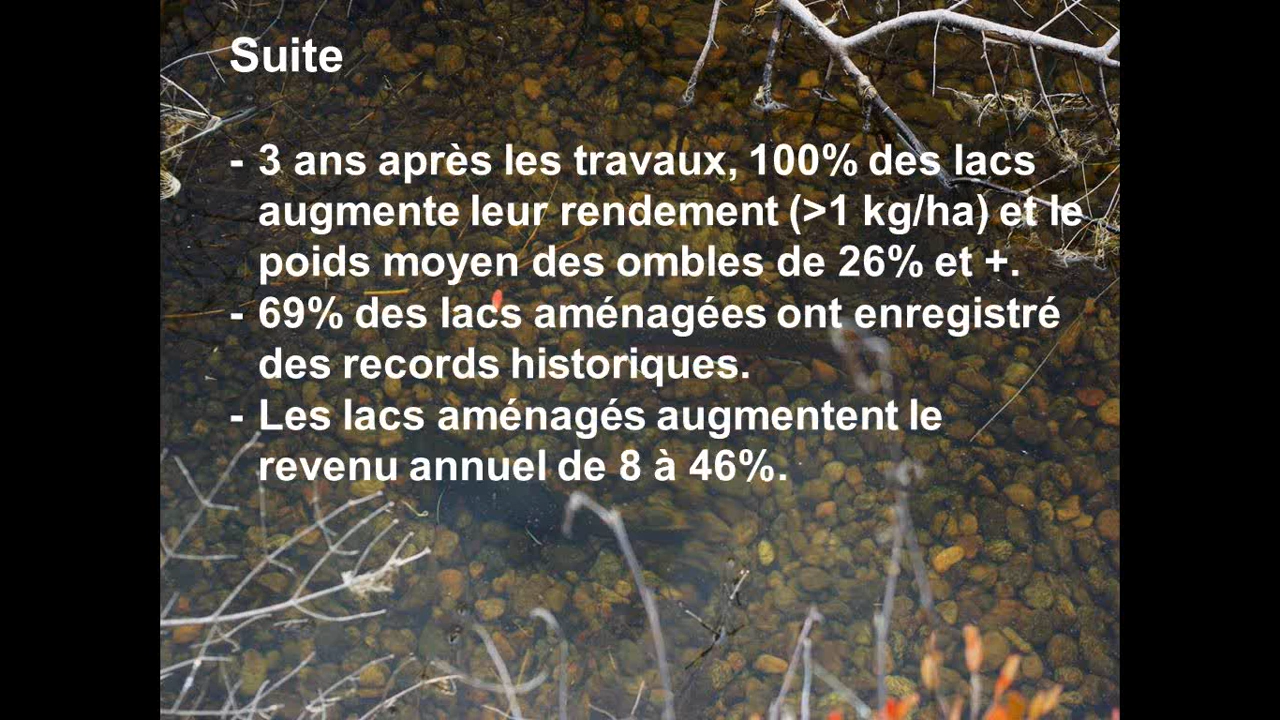 Suite
- 3 ans après les travaux, 100% des lacs
augmente leur rendement (>1 kg/ha) et le
poids moyen des ombles de 26% et +.
- 69% des lacs aménagées ont enregistré
des records historiques.
- Les lacs aménagés augmentent le
revenu annuel de 8 à 46%.